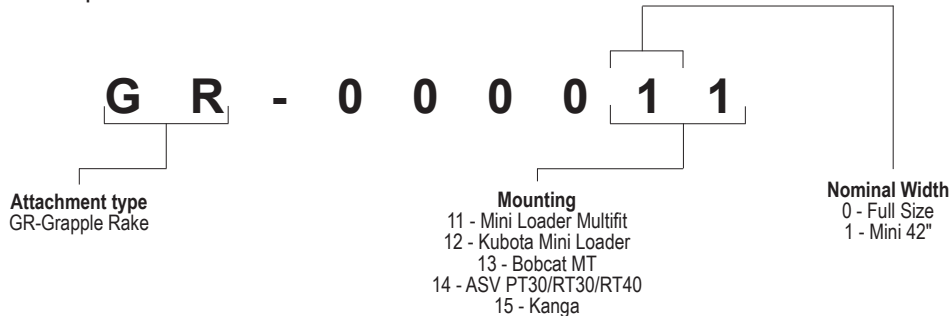 G R - 0 0 0 0 1 1
Attachment type
GR-Grapple Rake
Mounting
11 - Mini Loader Multifit
12 - Kubota Mini Loader
13 - Bobcat MT
14 - ASV PT30/RT30/RT40
15 - Kanga
Nominal Width
0 - Full Size
1 - Mini 42"